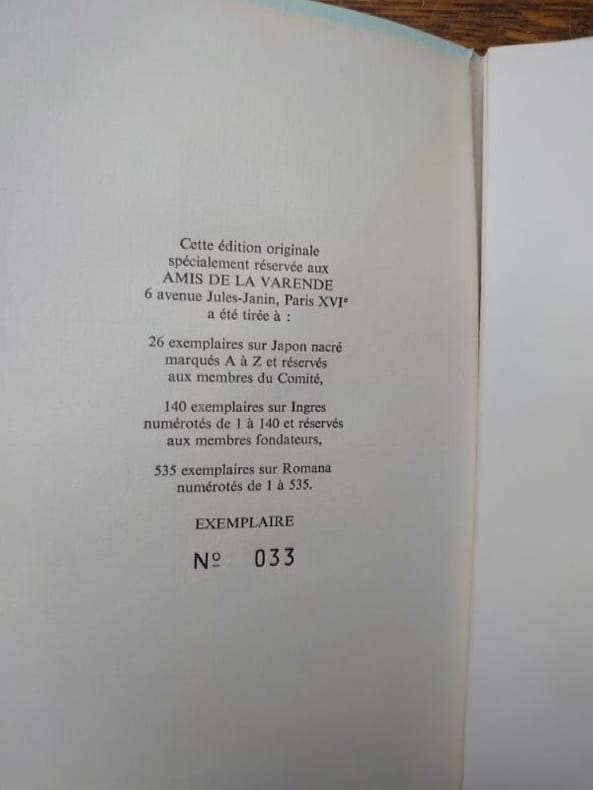 Cette édition originale
spécialement réservée aux
AMIS DE LA VARENDE
6 avenue Jules-Janin, Paris XVIᵉ
a été tirée à :
26 exemplaires sur Japon nacré
marqués A à Z et réservés
aux membres du Comité,
140 exemplaires sur Ingres
numérotés de 1 à 140 et réservés
aux membres fondateurs,
535 exemplaires sur Romana
numérotés de 1 à 535.
EXEMPLAIRE
Nº 033